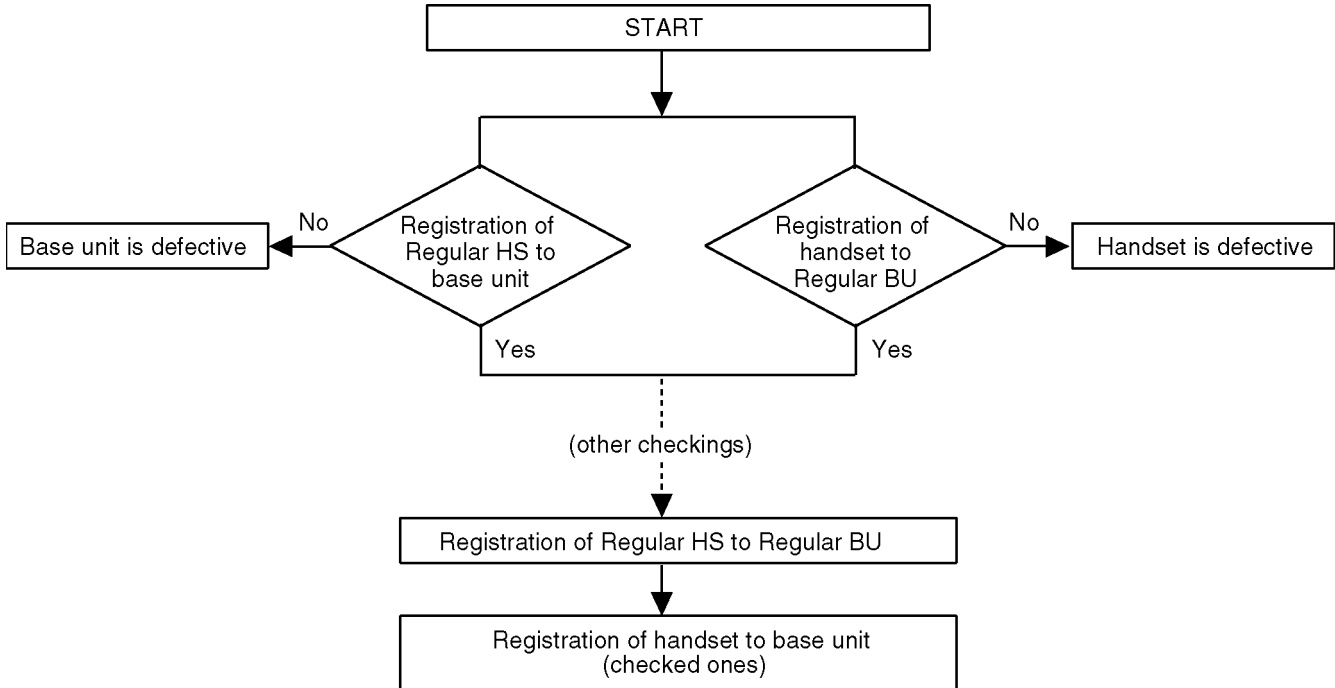 START
No
Registration of
Regular HS to
base unit
Base unit is defective
Yes
Registration of
handset to
Regular BU
No
Handset is defective
Yes
(other checkings)
Registration of Regular HS to Regular BU
Registration of handset to base unit
(checked ones)